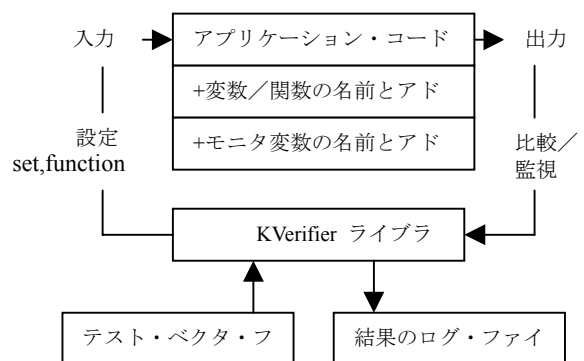 入力
アプリケーション・コード
出力
+変数／関数の名前とアド
+モニタ変数の名前とアド
設定
set,function
比較／
監視
KVerifier ライブラ
テスト・ベクタ・フ
結果のログ・ファイ